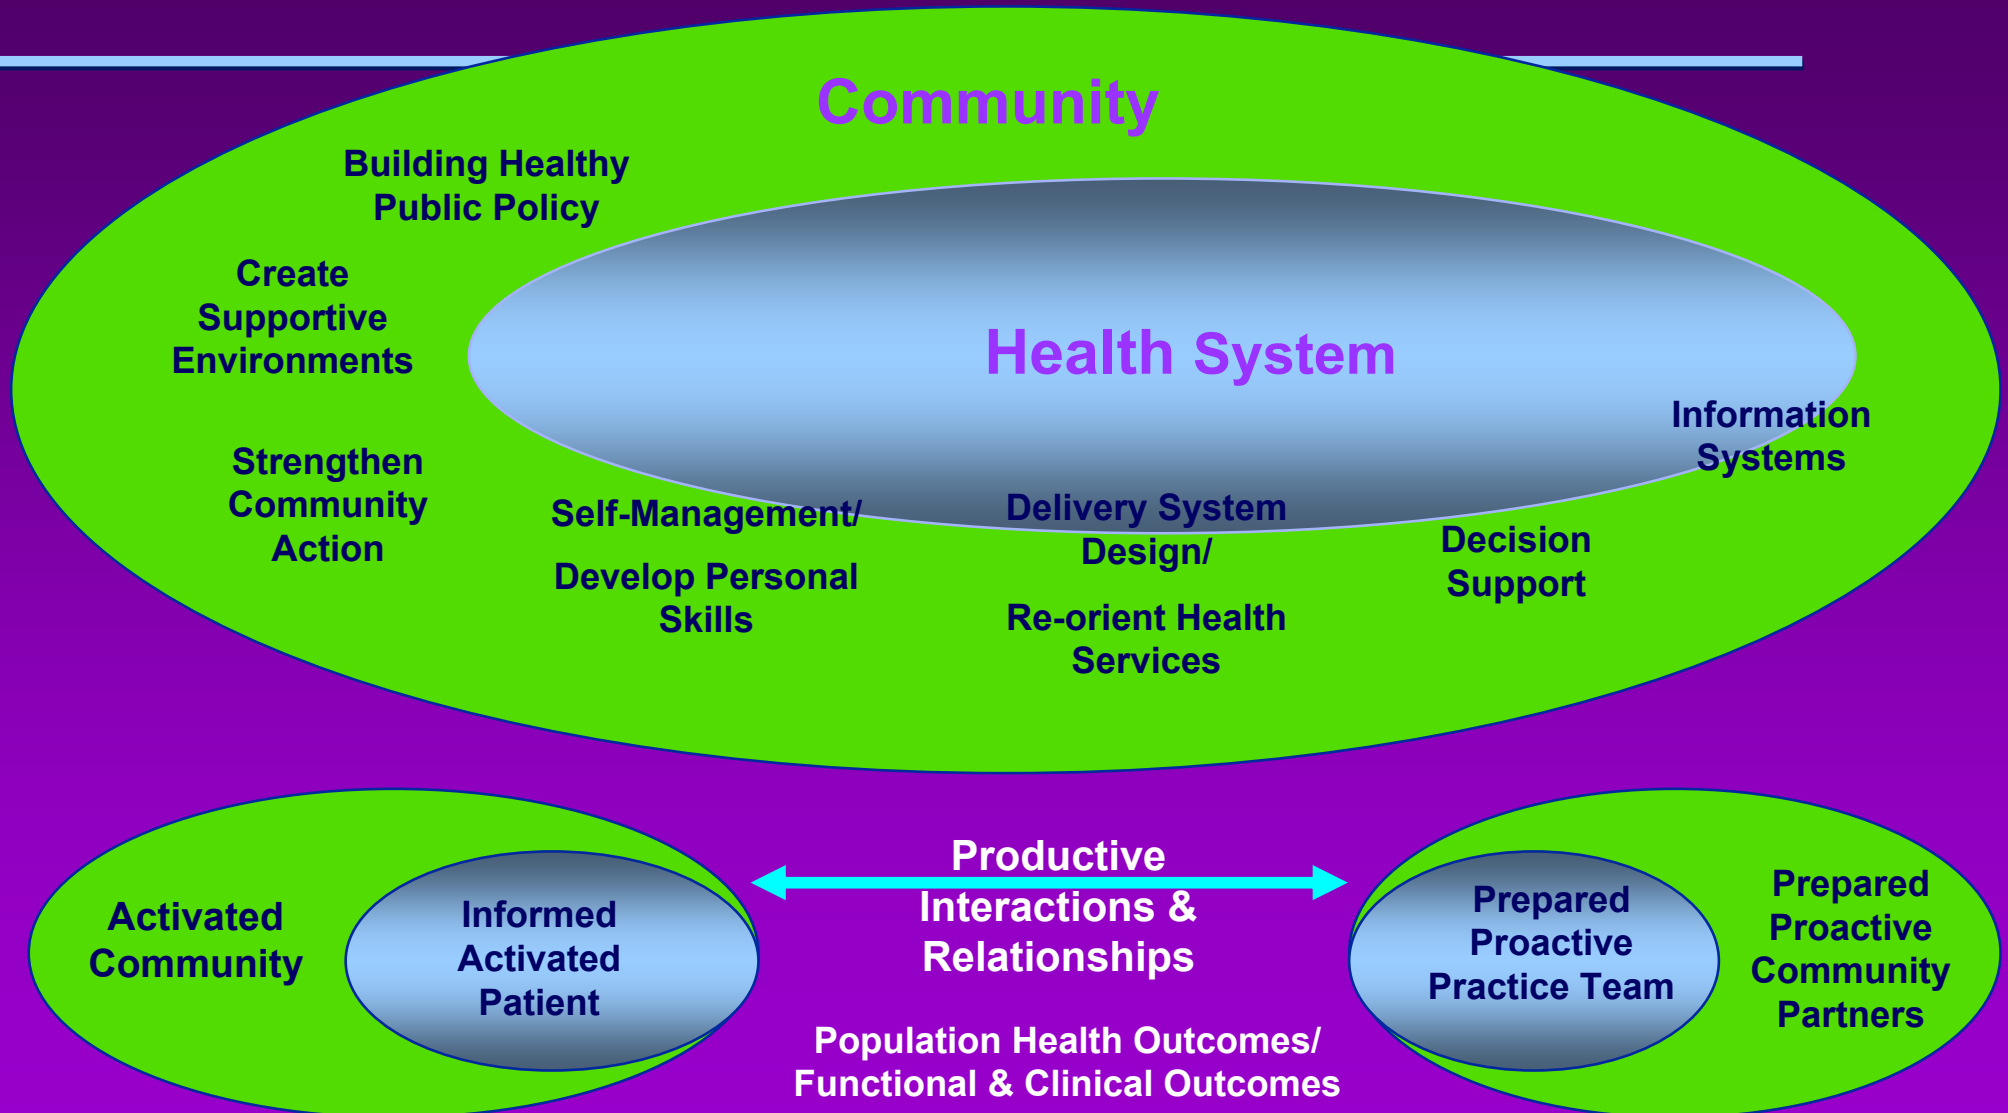 Community
Building Healthy
Public Policy
Create
Supportive
Environments
Health System
Information
Systems
Strengthen
Community
Action
Self-Management/
Develop Personal
Skills
Delivery System
Design/
Re-orient Health
Services
Decision
Support
Activated
Community
Informed
Activated
Patient
Productive
Interactions &
Relationships
Prepared
Proactive
Practice Team
Prepared
Proactive
Community
Partners
Population Health Outcomes/
Functional & Clinical Outcomes